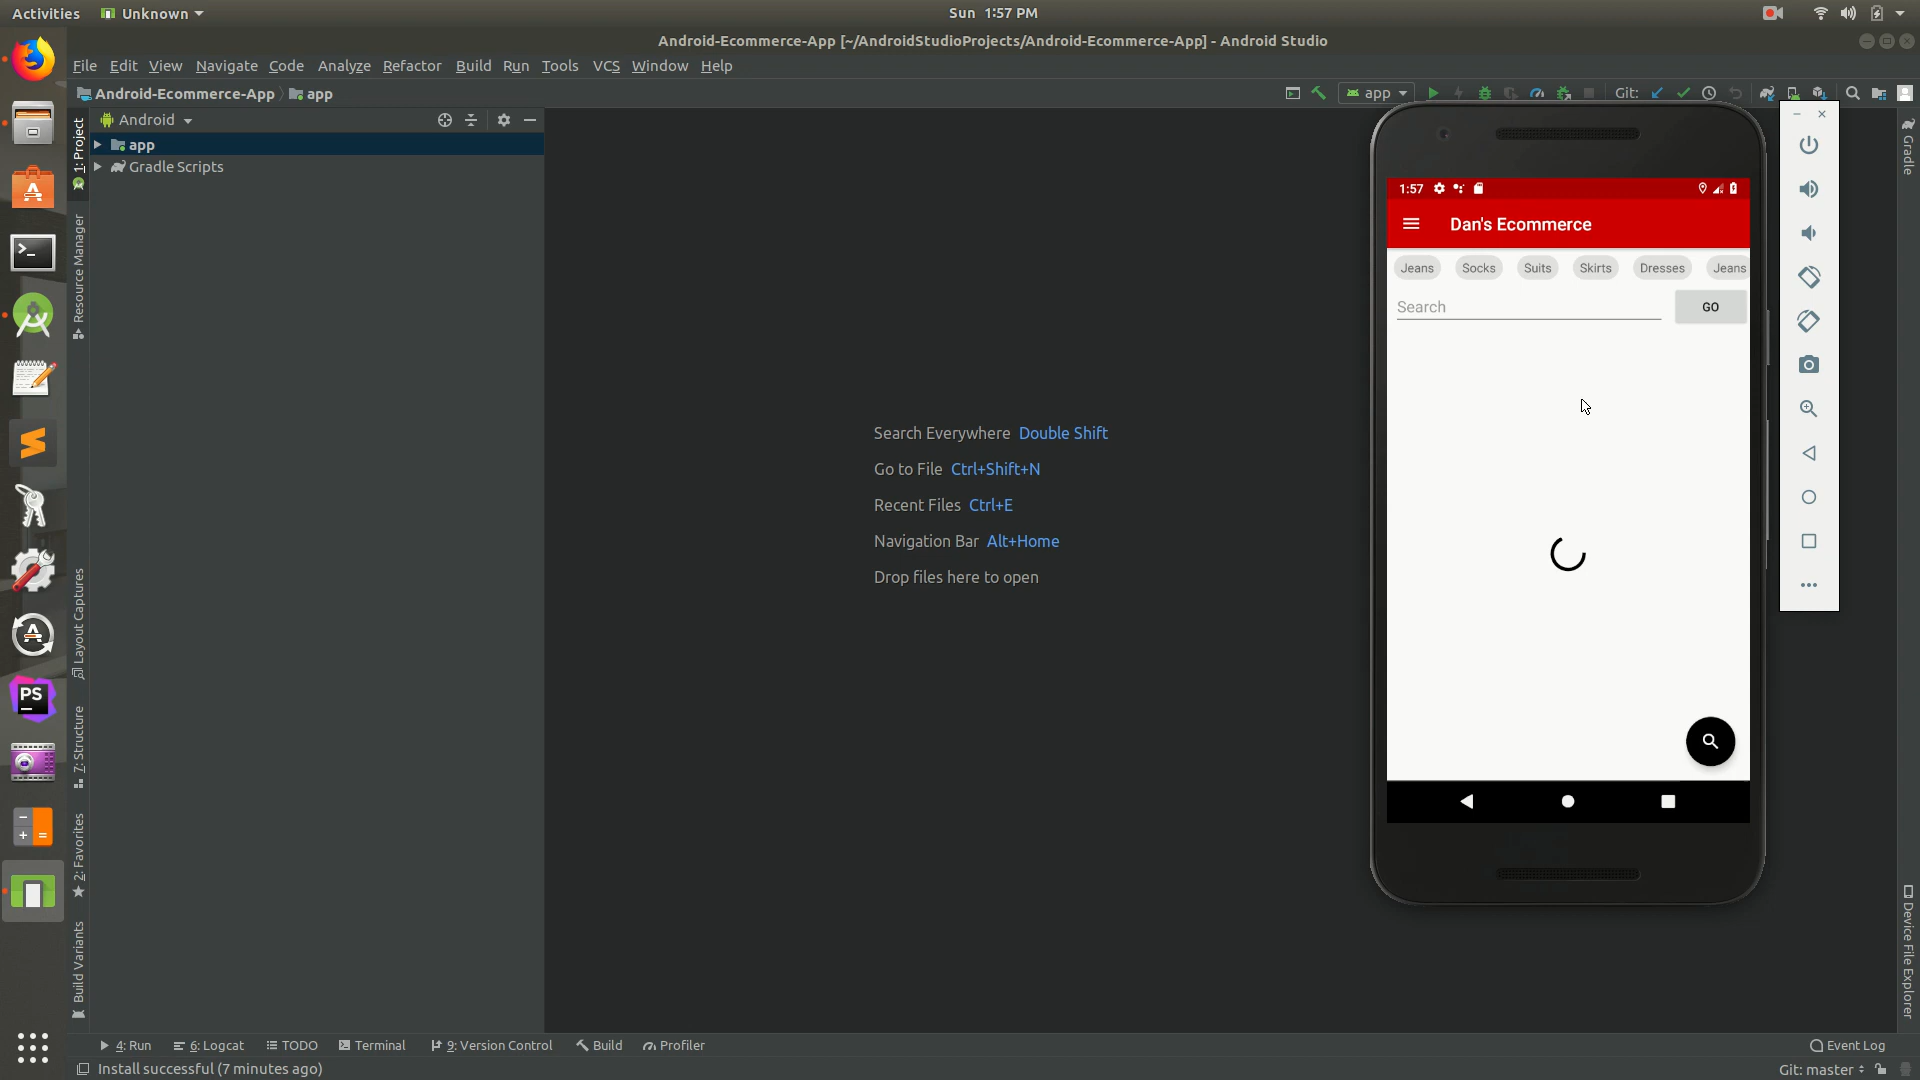 Activities Unknown Sun 1:57 PM
Android-Ecommerce-App [~/AndroidStudioProjects/Android-Ecommerce-App] - Android Studio
File Edit View Navigate Code Analyze Refactor Build Run Tools VCS Window Help
Android-Ecommerce-App app app Git:
Android
app
Gradle Scripts
1: Project
Resource Manager
Layout Captures
7: Structure
2: Favorites
Build Variants
PS
Search Everywhere Double Shift
Go to File Ctrl+Shift+N
Recent Files Ctrl+E
Navigation Bar Alt+Home
Drop files here to open
1:57
Dan's Ecommerce
Jeans Socks Suits Skirts Dresses Jeans
Search GO
Gradle
Device File Explorer
4: Run 6: Logcat TODO Terminal 9: Version Control Build Profiler Event Log
Install successful (7 minutes ago) Git: master